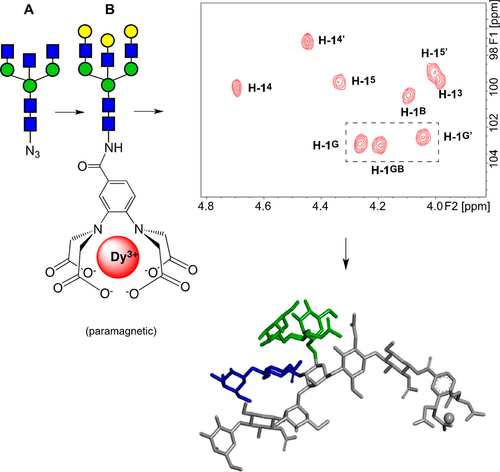 A
B
N₃
NH
O
N
N
O
O⁻
O
O⁻
Dy³⁺
⁻O
O
⁻O
O
(paramagnetic)
H-1⁴'
H-1⁴
H-1⁵
H-1⁵'
H-1³
H-1ᴮ
H-1ᴳ
H-1ᴳᴮ
H-1ᴳ'
98 F1 [ppm]
100
102
104
4.8
4.6
4.4
4.2
4.0 F2 [ppm]